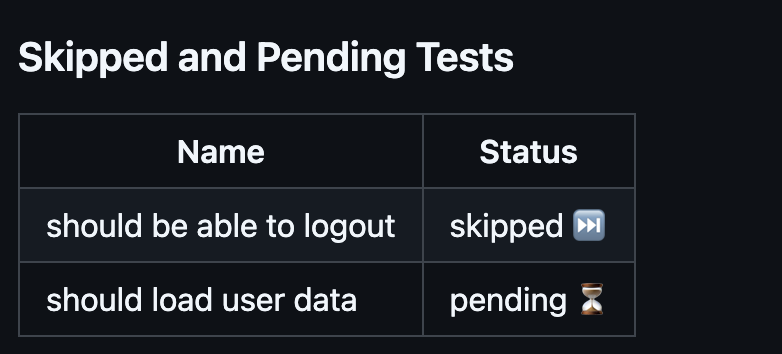 Skipped and Pending Tests
Name Status
should be able to logout skipped ⏭️
should load user data pending ⏳